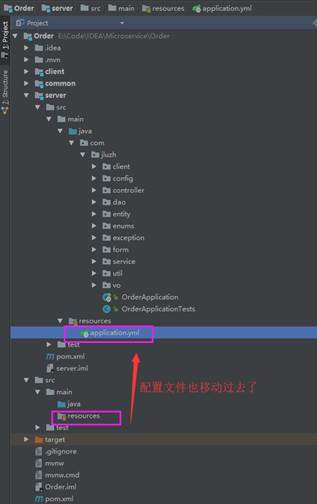 Order server src main resources application.yml
Project
1: Project
Order E:\Code\IDEA\Microservice\Order
.idea
.mvn
client
common
server
src
main
java
com
jiuzh
client
config
controller
dao
entity
enums
exception
form
service
util
vo
OrderApplication
OrderApplicationTests
resources
application.yml
test
pom.xml
server.iml
src
main
java
resources
配置文件也移动过去了
test
target
.gitignore
mvnw
mvnw.cmd
Order.iml
pom.xml
7: Structure